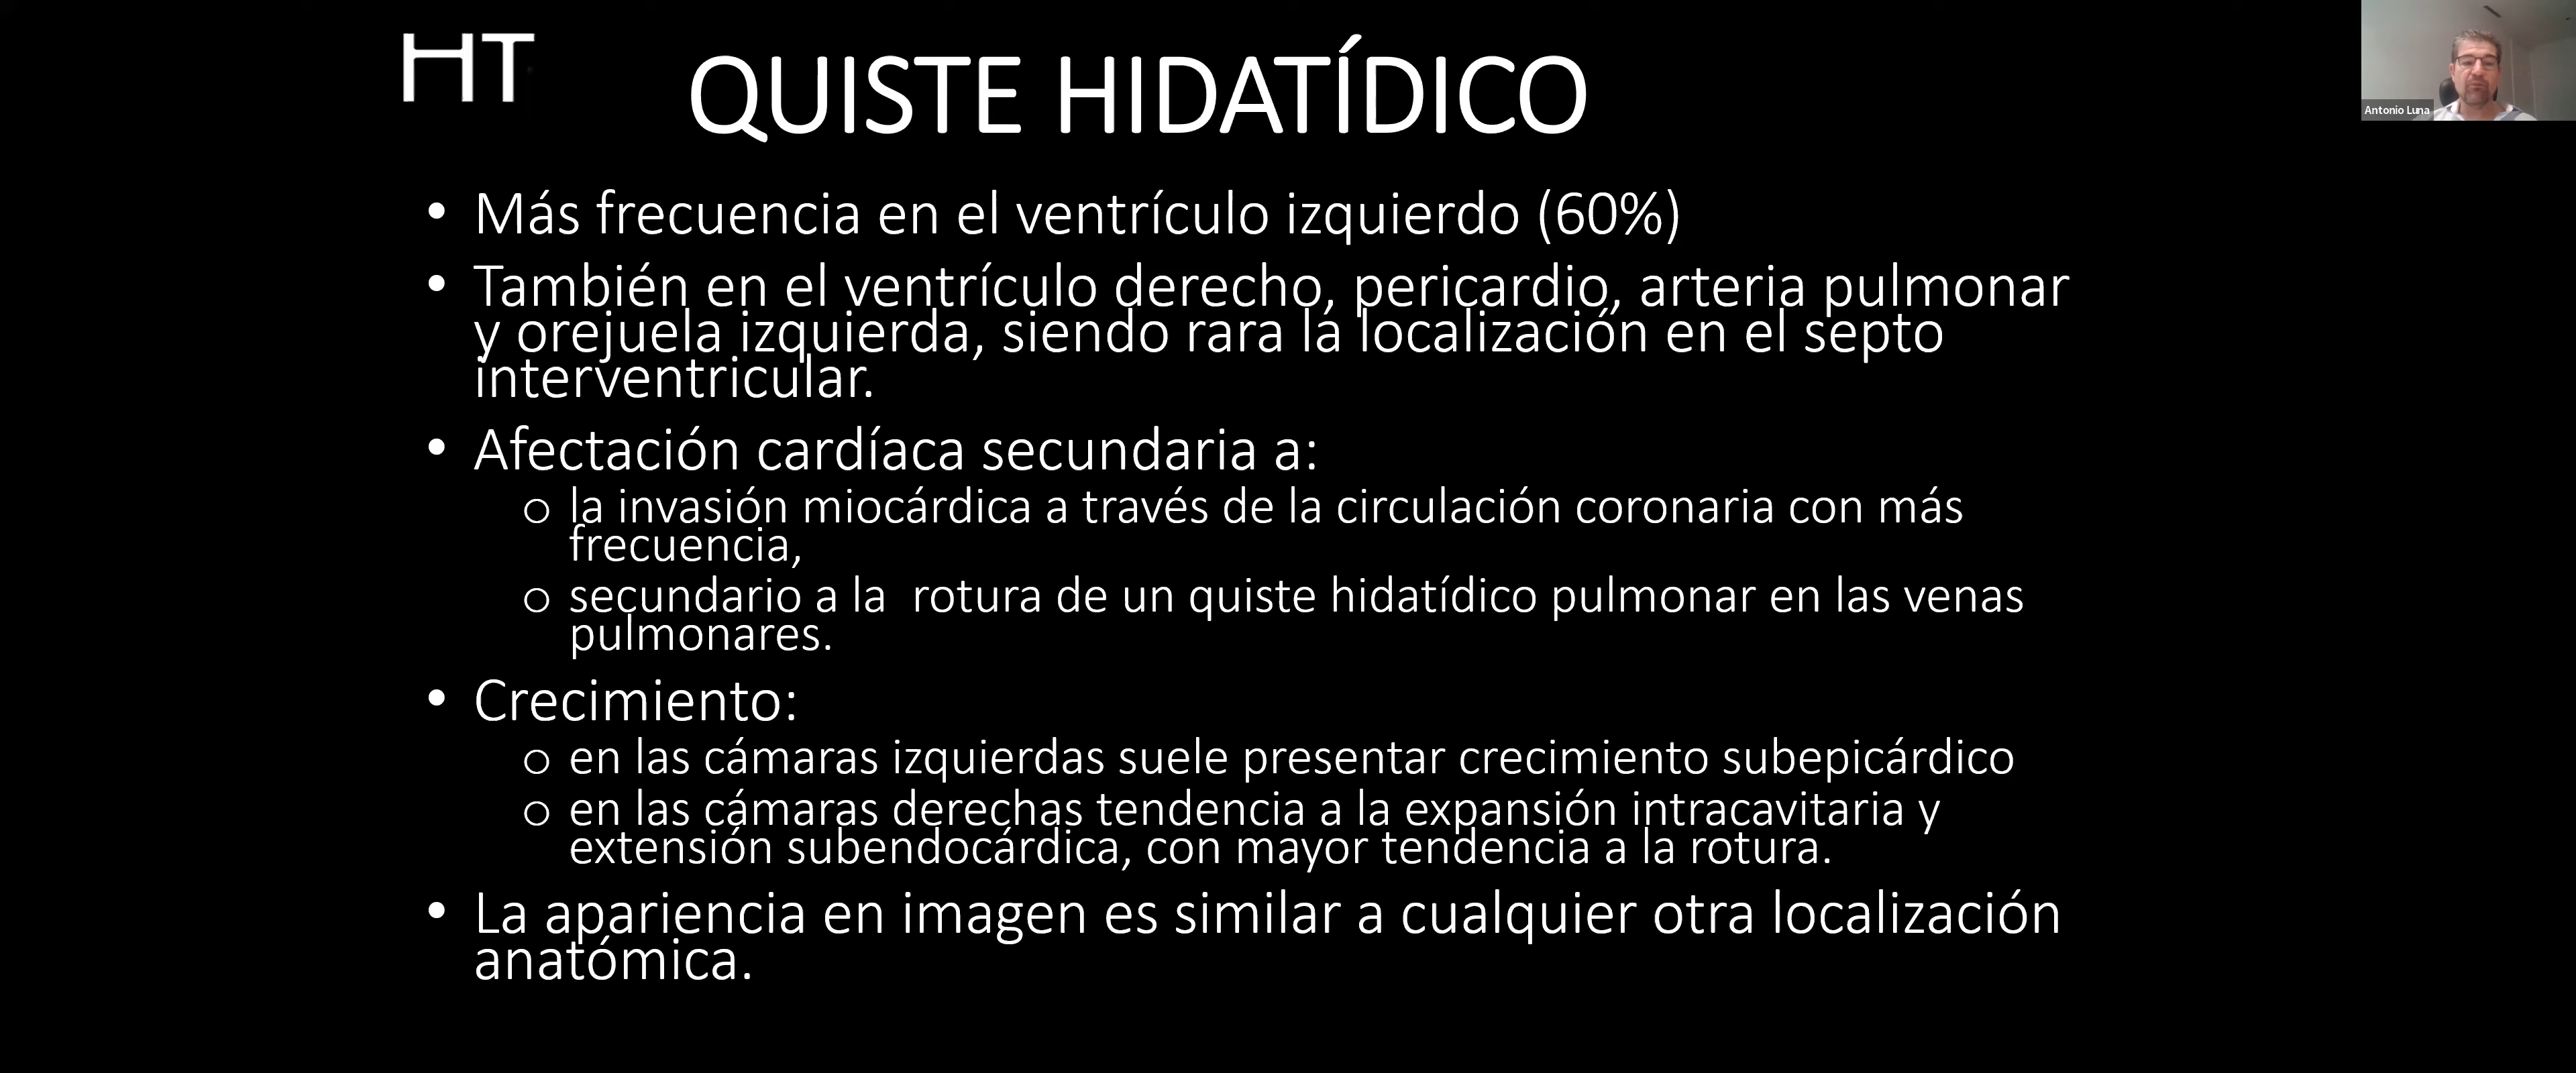 HT
QUISTE HIDATÍDICO
Antonio Luna
• Más frecuencia en el ventrículo izquierdo (60%)
• También en el ventrículo derecho, pericardio, arteria pulmonar
y orejuela izquierda, siendo rara la localización en el septo
interventricular.
• Afectación cardíaca secundaria a:
o la invasión miocárdica a través de la circulación coronaria con más
frecuencia,
o secundario a la  rotura de un quiste hidatídico pulmonar en las venas
pulmonares.
• Crecimiento:
o en las cámaras izquierdas suele presentar crecimiento subepicárdico
o en las cámaras derechas tendencia a la expansión intracavitaria y
extensión subendocárdica, con mayor tendencia a la rotura.
• La apariencia en imagen es similar a cualquier otra localización
anatómica.